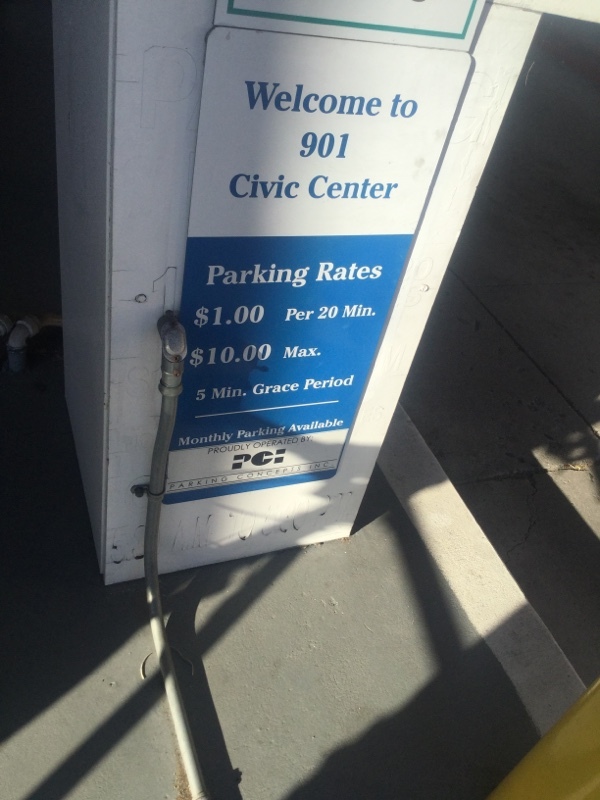 Welcome to
901
Civic Center
Parking Rates
$1.00 Per 20 Min.
$10.00 Max.
5 Min. Grace Period
Monthly Parking Available
PROUDLY OPERATED BY:
PCI
PARKING CONCEPTS INC.